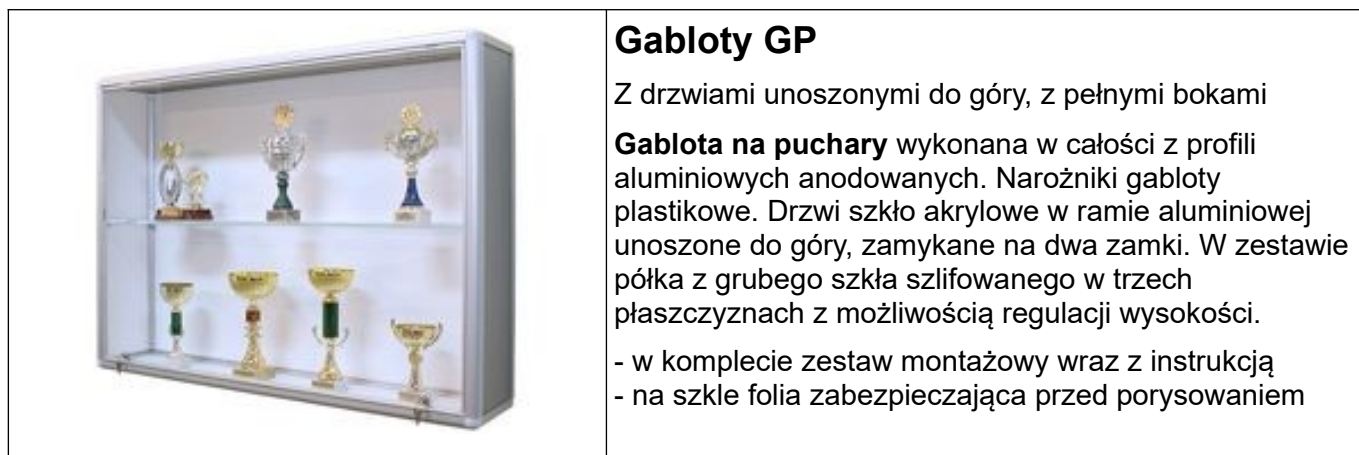 Gabloty GP
Z drzwiami unoszonymi do góry, z pełnymi bokami
Gablota na puchary wykonana w całości z profili
aluminiowych anodowanych. Narożniki gabloty
plastikowe. Drzwi szkło akrylowe w ramie aluminiowej
unoszone do góry, zamykane na dwa zamki. W zestawie
półka z grubego szkła szlifowanego w trzech
płaszczyznach z możliwością regulacji wysokości.
- w komplecie zestaw montażowy wraz z instrukcją
- na szkle folia zabezpieczająca przed porysowaniem